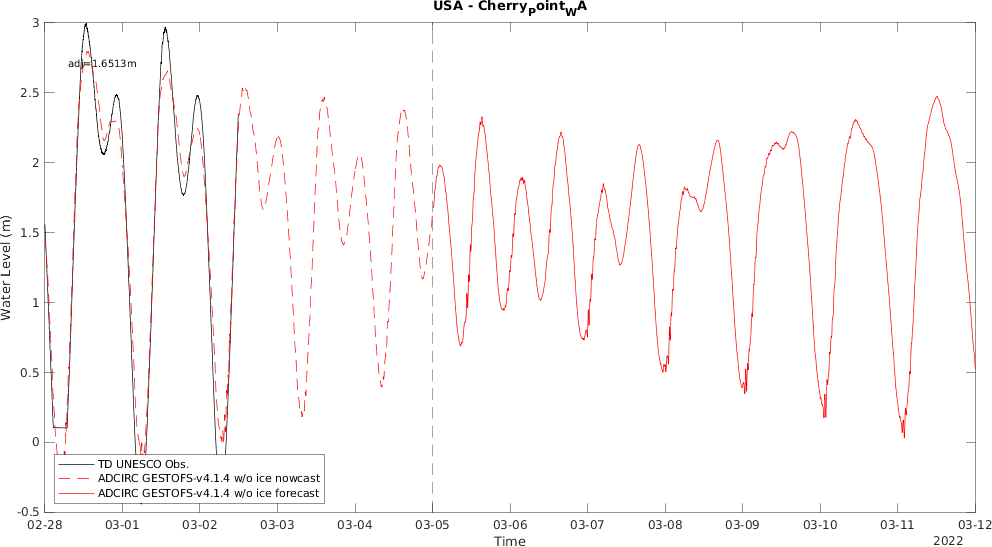 USA - CherryPointWA
adj=1.6513m
3
2.5
2
1.5
1
0.5
0
-0.5
Water Level (m)
TD UNESCO Obs.
ADCIRC GESTOFS-v4.1.4 w/o ice nowcast
ADCIRC GESTOFS-v4.1.4 w/o ice forecast
02-28 03-01 03-02 03-03 03-04 03-05 03-06 03-07 03-08 03-09 03-10 03-11 03-12
Time
2022